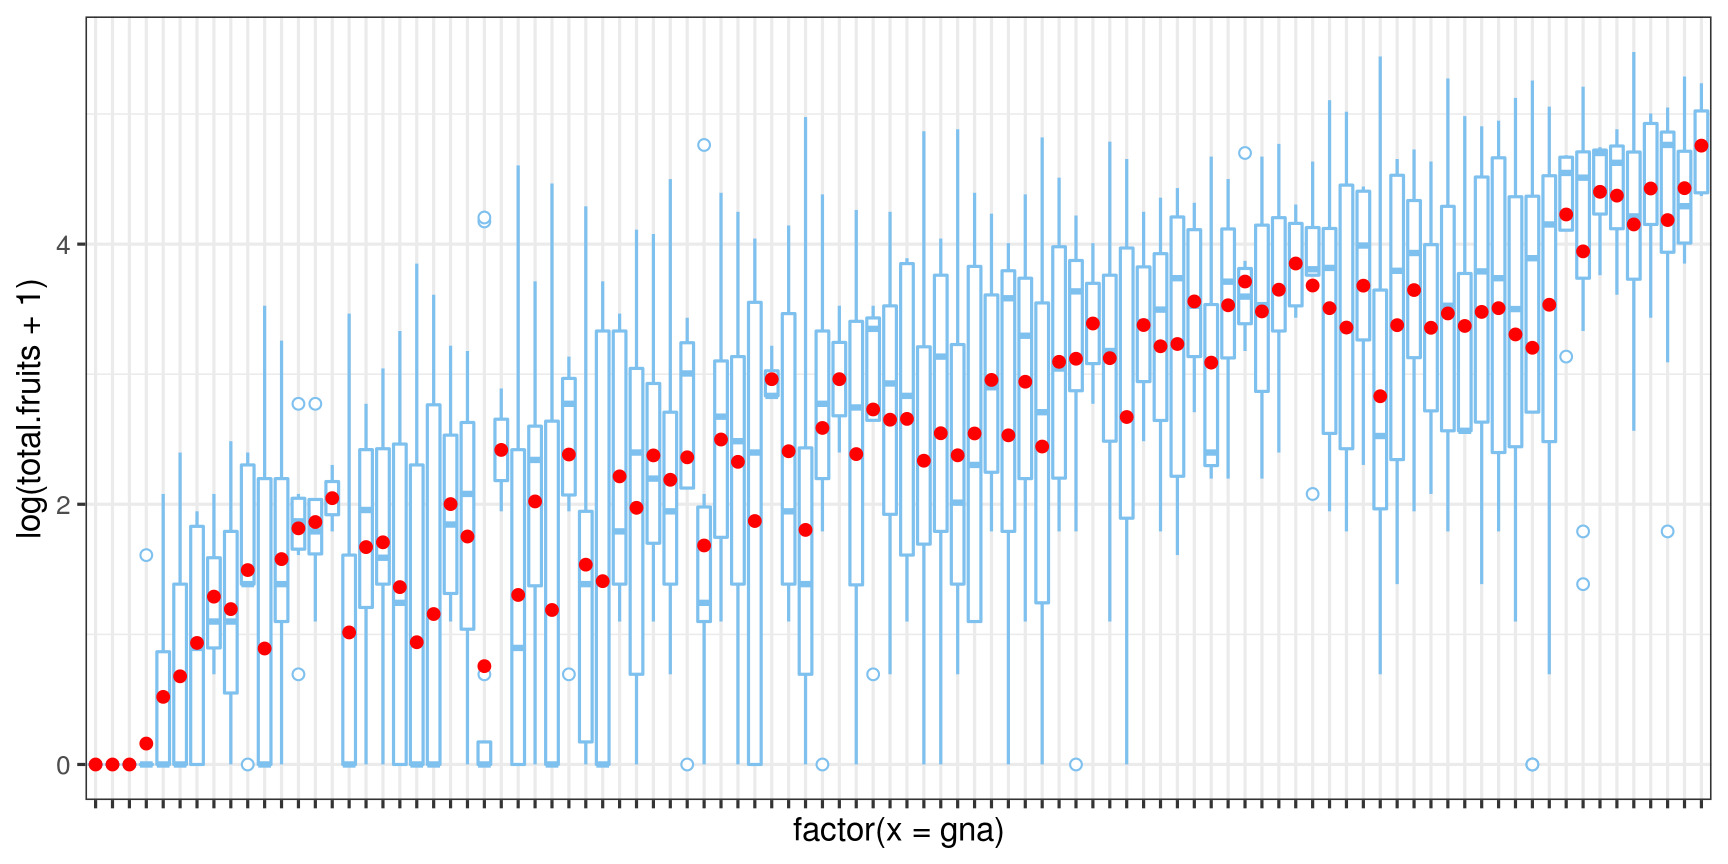 log(total.fruits + 1)
4
2
0
factor(x = gna)